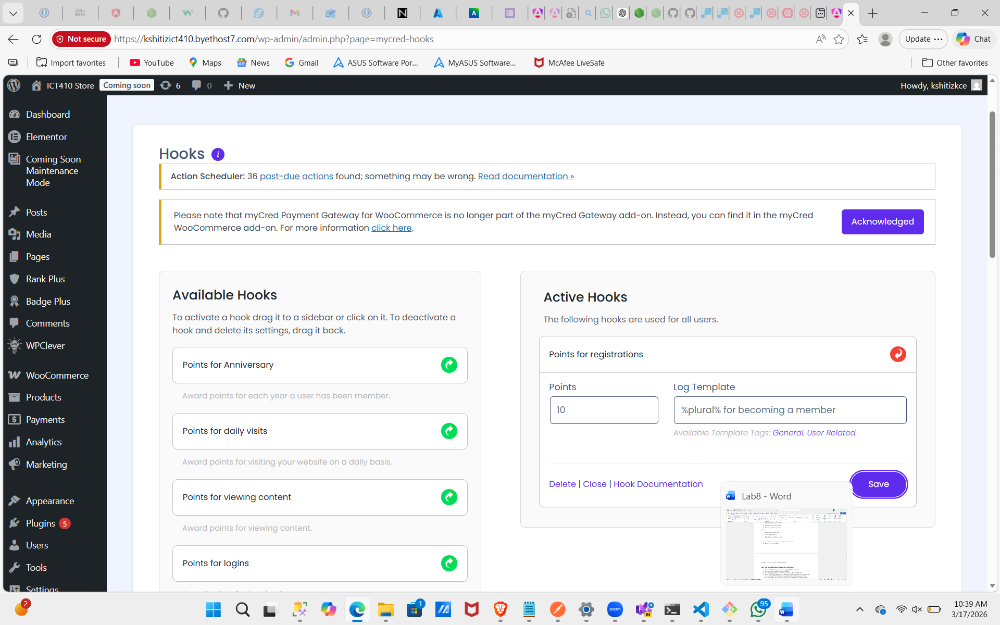 Not secure
https://kshitizict410.byethost7.com/wp-admin/admin.php?page=mycred-hooks
Update
Chat
Import favorites
YouTube
Maps
News
Gmail
ASUS Software Por...
MyASUS Software...
McAfee LiveSafe
Other favorites
ICT410 Store
Coming soon
6
0
New
Howdy, kshitizkce
Dashboard
Elementor
Coming Soon
Maintenance
Mode
Posts
Media
Pages
Rank Plus
Badge Plus
Comments
WPClever
WooCommerce
Products
Payments
Analytics
Marketing
Appearance
Plugins 5
Users
Tools
Settings
Hooks i
Action Scheduler: 36 past-due actions found; something may be wrong. Read documentation »
Please note that myCred Payment Gateway for WooCommerce is no longer part of the myCred Gateway add-on. Instead, you can find it in the myCred
WooCommerce add-on. For more information click here.
Acknowledged
Available Hooks
To activate a hook drag it to a sidebar or click on it. To deactivate a
hook and delete its settings, drag it back.
Points for Anniversary
Award points for each year a user has been member.
Points for daily visits
Award points for visiting your website on a daily basis.
Points for viewing content
Award points for viewing content.
Points for logins
Active Hooks
The following hooks are used for all users.
Points for registrations
Points
Log Template
10
%plural% for becoming a member
Available Template Tags: General, User Related.
Delete | Close | Hook Documentation
Save
Lab8 - Word
2
1
zoom
IN
95
10:39 AM
3/17/2026